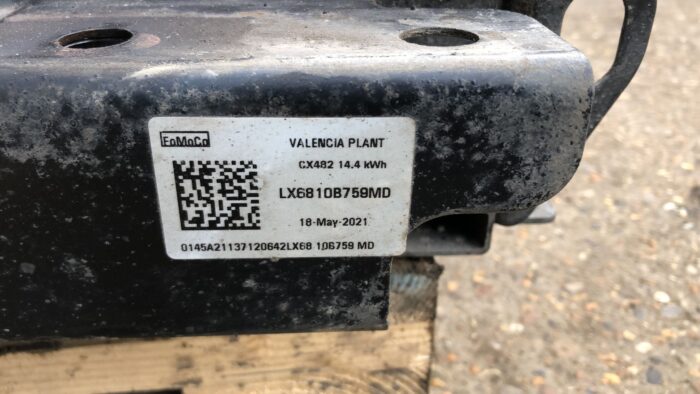 FoMoCo
VALENCIA PLANT
CX482 14.4 kWh
LX6810B759MD
18-May-2021
0145A21137120642LX68 10B759 MD